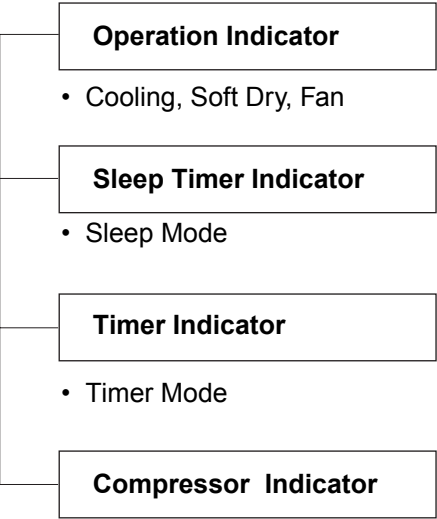 Operation Indicator
• Cooling, Soft Dry, Fan
Sleep Timer Indicator
• Sleep Mode
Timer Indicator
• Timer Mode
Compressor Indicator